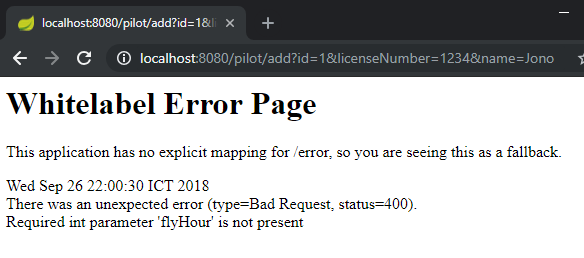 localhost:8080/pilot/add?id=1&li
localhost:8080/pilot/add?id=1&licenseNumber=1234&name=Jono
Whitelabel Error Page
This application has no explicit mapping for /error, so you are seeing this as a fallback.
Wed Sep 26 22:00:30 ICT 2018
There was an unexpected error (type=Bad Request, status=400).
Required int parameter 'flyHour' is not present